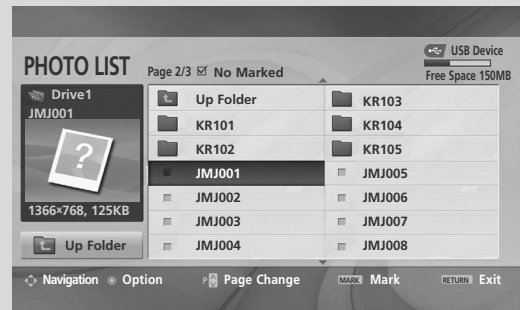 USB Device
PHOTO LIST
Page 2/3 No Marked
Free Space 150MB
Drive1
JMJ001
?
1366×768, 125KB
Up Folder
Up Folder
KR101
KR102
JMJ001
JMJ002
JMJ003
JMJ004
KR103
KR104
KR105
JMJ005
JMJ006
JMJ007
JMJ008
Navigation Option P Page Change MARK Mark RETURN Exit